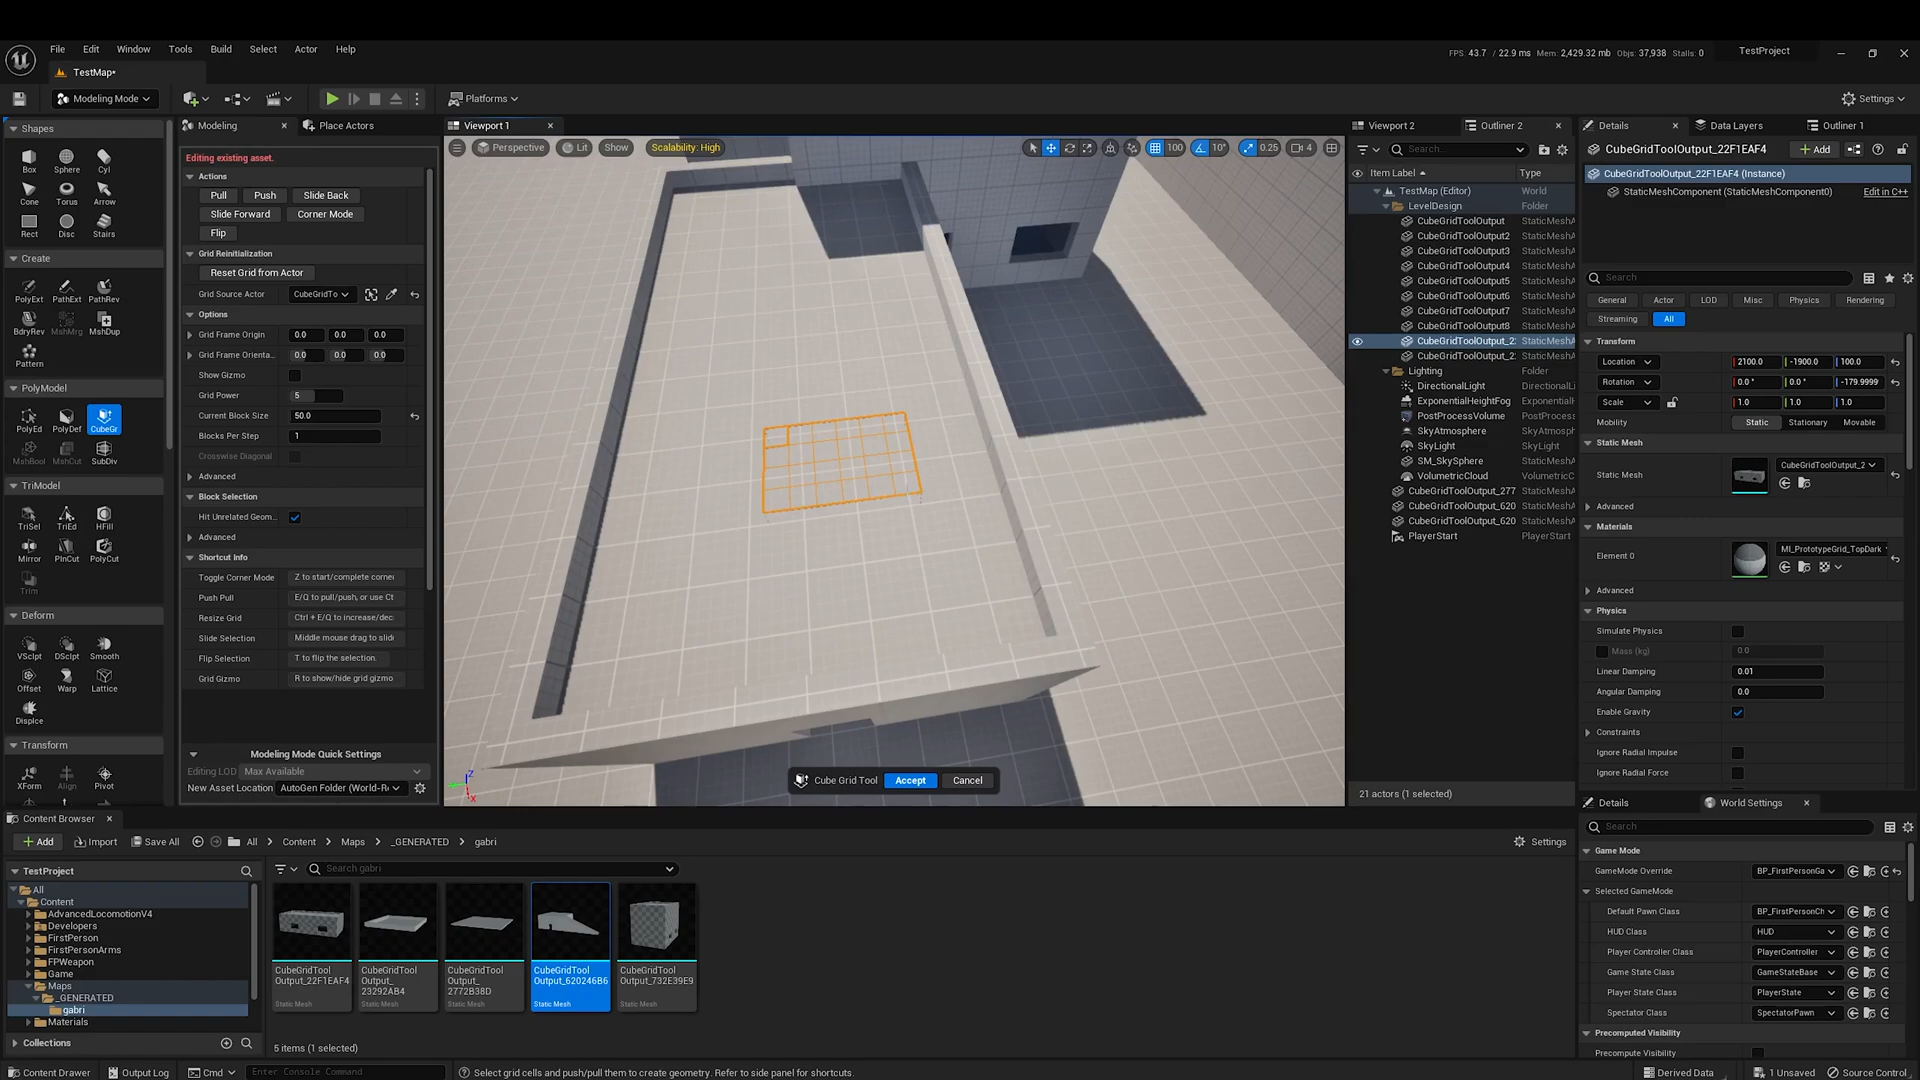 File Edit Window Tools Build Select Actor Help
FPS: 43.7 / 22.9 ms Mem: 2,429.32 mb Objs: 37,938 Stalls: 0
TestProject
TestMap•
Modeling Mode
Platforms
Settings
Shapes
Box Sphere Cyl
Cone Torus Arrow
Rect Disc Stairs
Create
PolyExt PathExt PathRev
BdryRev MshMrg MshDup
Pattern
PolyModel
PolyEd PolyDef CubeGr
MshBool MshCut SubDiv
TriModel
TriSel TriEd HFill
Mirror PlnCut PolyCut
Trim
Deform
VSclpt DSclpt Smooth
Offset Warp Lattice
Displce
Transform
XForm Align Pivot
Modeling
Place Actors
Editing existing asset.
Actions
Pull Push Slide Back
Slide Forward Corner Mode
Flip
Grid Reinitialization
Reset Grid from Actor
Grid Source Actor CubeGridTo
Options
Grid Frame Origin 0.0 0.0 0.0
Grid Frame Orienta... 0.0 0.0 0.0
Show Gizmo
Grid Power 5
Current Block Size 50.0
Blocks Per Step 1
Crosswise Diagonal
Advanced
Block Selection
Hit Unrelated Geom...
Advanced
Shortcut Info
Toggle Corner Mode Z to start/complete corner
Push Pull E/Q to pull/push, or use Ct
Resize Grid Ctrl + E/Q to increase/dec
Slide Selection Middle mouse drag to slide
Flip Selection T to flip the selection.
Grid Gizmo R to show/hide grid gizmo
Modeling Mode Quick Settings
Editing LOD Max Available
New Asset Location AutoGen Folder (World-R
Viewport 1
Perspective Lit Show Scalability: High
100 10° 0.25 4
Z
X
Cube Grid Tool Accept Cancel
Viewport 2 Outliner 2
Search...
Item Label Type
TestMap (Editor) World
LevelDesign Folder
CubeGridToolOutput StaticMeshA
CubeGridToolOutput2 StaticMeshA
CubeGridToolOutput3 StaticMeshA
CubeGridToolOutput4 StaticMeshA
CubeGridToolOutput5 StaticMeshA
CubeGridToolOutput6 StaticMeshA
CubeGridToolOutput7 StaticMeshA
CubeGridToolOutput8 StaticMeshA
CubeGridToolOutput_22 StaticMeshA
CubeGridToolOutput_22 StaticMeshA
Lighting Folder
DirectionalLight DirectionalLi
ExponentialHeightFog ExponentialH
PostProcessVolume PostProcess
SkyAtmosphere SkyAtmosph
SkyLight SkyLight
SM_SkySphere StaticMeshA
VolumetricCloud VolumetricC
CubeGridToolOutput_277 StaticMeshA
CubeGridToolOutput_620 StaticMeshA
CubeGridToolOutput_620 StaticMeshA
PlayerStart PlayerStart
21 actors (1 selected)
Details Data Layers Outliner 1
CubeGridToolOutput_22F1EAF4 Add
CubeGridToolOutput_22F1EAF4 (Instance)
StaticMeshComponent (StaticMeshComponent0) Edit in C++
Search
General Actor LOD Misc Physics Rendering
Streaming All
Transform
Location 2100.0 -1900.0 100.0
Rotation 0.0 ° 0.0 ° -179.9999
Scale 1.0 1.0 1.0
Mobility Static Stationary Movable
Static Mesh
Static Mesh CubeGridToolOutput_2
Advanced
Materials
Element 0 MI_PrototypeGrid_TopDark
Advanced
Physics
Simulate Physics
Mass (kg) 0.0
Linear Damping 0.01
Angular Damping 0.0
Enable Gravity
Constraints
Ignore Radial Impulse
Ignore Radial Force
Details World Settings
Search
Game Mode
GameMode Override BP_FirstPersonGa
Selected GameMode
Default Pawn Class BP_FirstPersonCh
HUD Class HUD
Player Controller Class PlayerController
Game State Class GameStateBase
Player State Class PlayerState
Spectator Class SpectatorPawn
Precomputed Visibility
Precompute Visibility
Content Browser
Add Import Save All All Content Maps _GENERATED gabri Settings
TestProject
All
Content
AdvancedLocomotionV4
Developers
FirstPerson
FirstPersonArms
FPWeapon
Game
Maps
_GENERATED
gabri
Materials
Collections
Search gabri
CubeGridTool Output_22F1EAF4 Static Mesh
CubeGridTool Output_ 23292AB4 Static Mesh
CubeGridTool Output_ 2772B38D Static Mesh
CubeGridTool Output_620246B6 Static Mesh
CubeGridTool Output_732E39E9 Static Mesh
5 items (1 selected)
Content Drawer Output Log Cmd Enter Console Command
Select grid cells and push/pull them to create geometry. Refer to side panel for shortcuts.
Derived Data 1 Unsaved Source Control